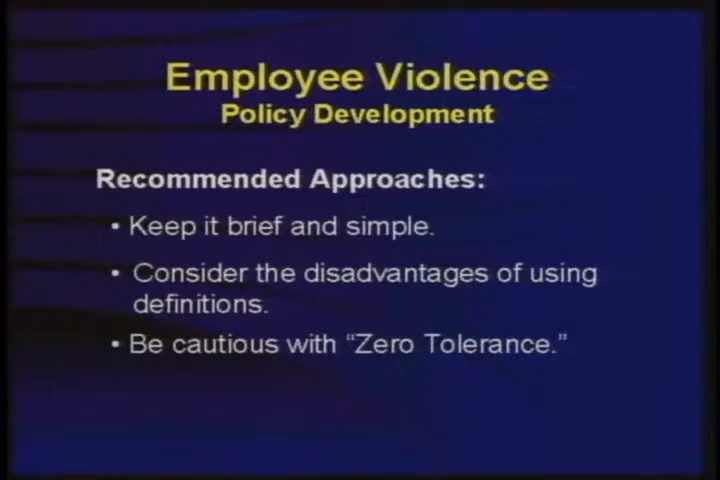 Employee Violence
Policy Development
Recommended Approaches:
• Keep it brief and simple.
• Consider the disadvantages of using
definitions.
• Be cautious with “Zero Tolerance.”